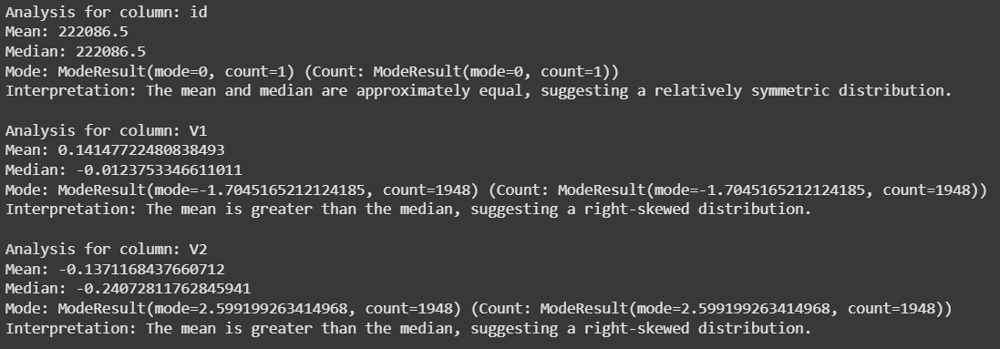 Analysis for column: id
Mean: 222086.5
Median: 222086.5
Mode: ModeResult(mode=0, count=1) (Count: ModeResult(mode=0, count=1))
Interpretation: The mean and median are approximately equal, suggesting a relatively symmetric distribution.
Analysis for column: V1
Mean: 0.14147722480838493
Median: -0.0123753346611011
Mode: ModeResult(mode=-1.7045165212124185, count=1948) (Count: ModeResult(mode=-1.7045165212124185, count=1948))
Interpretation: The mean is greater than the median, suggesting a right-skewed distribution.
Analysis for column: V2
Mean: -0.1371168437660712
Median: -0.24072811762845941
Mode: ModeResult(mode=2.599199263414968, count=1948) (Count: ModeResult(mode=2.599199263414968, count=1948))
Interpretation: The mean is greater than the median, suggesting a right-skewed distribution.